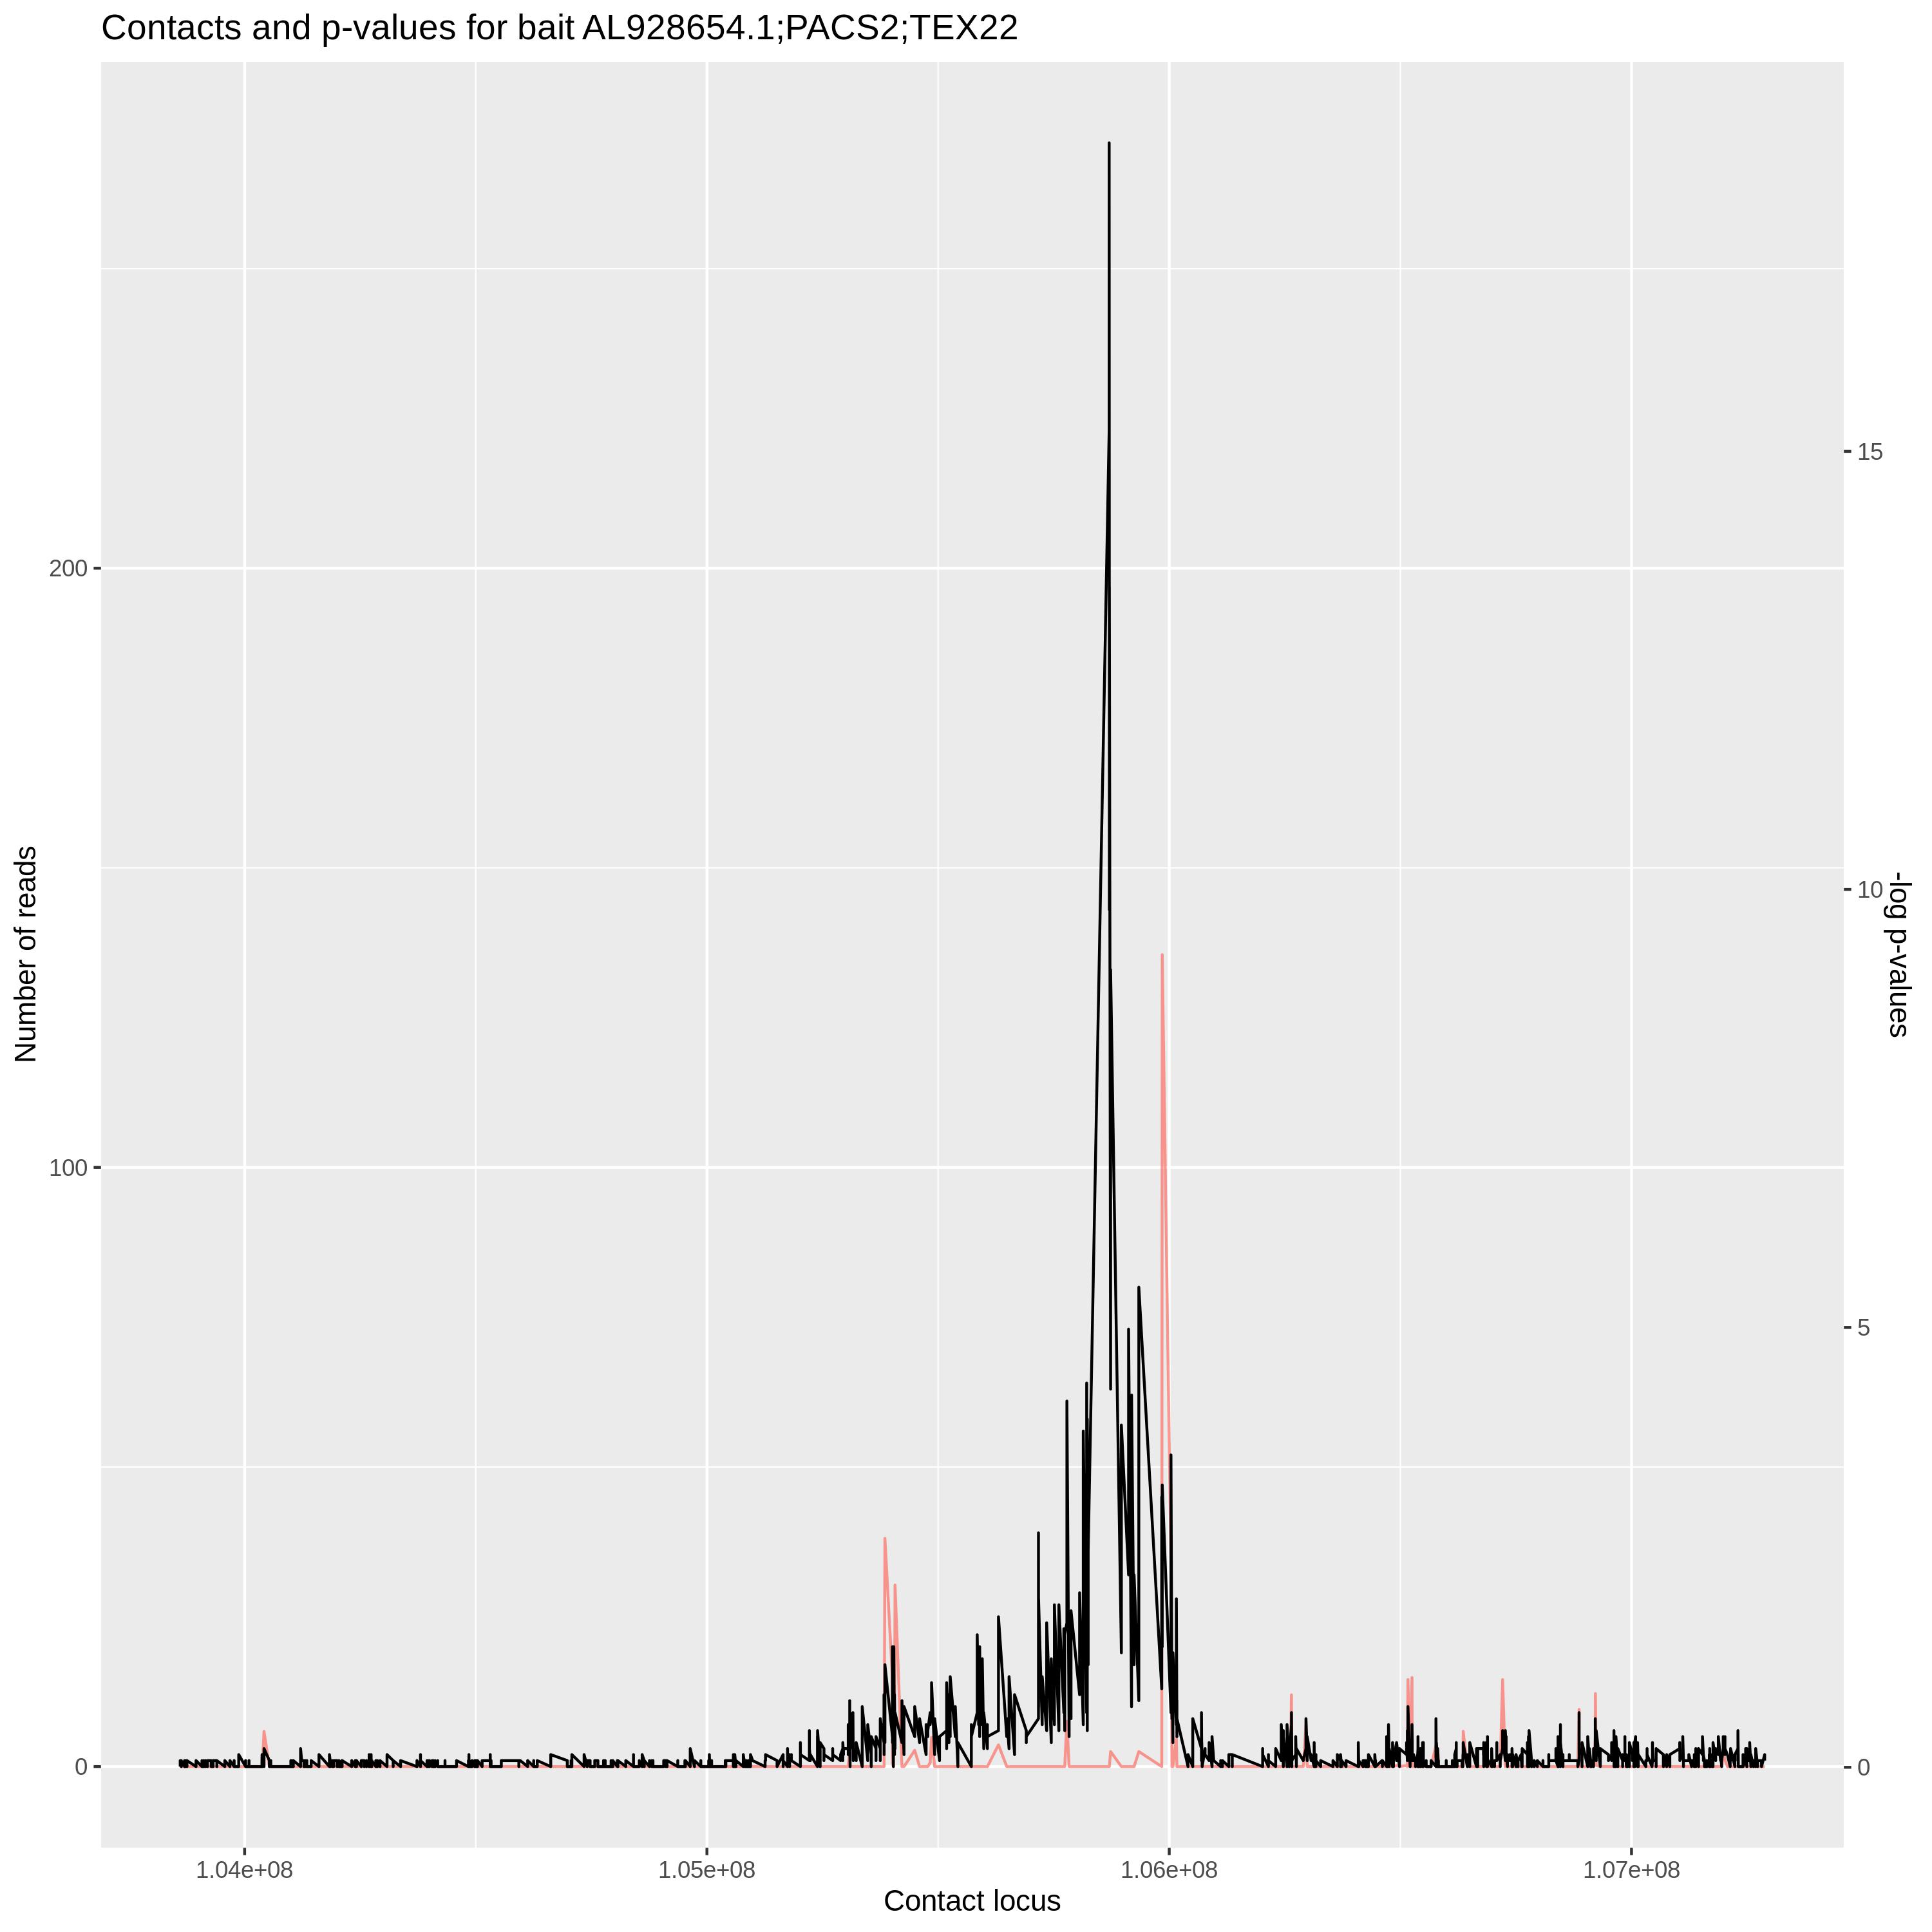 Contacts and p-values for bait AL928654.1;PACS2;TEX22
Number of reads
200
100
0
15
10
5
0
-log p-values
1.04e+08 1.05e+08 1.06e+08 1.07e+08
Contact locus